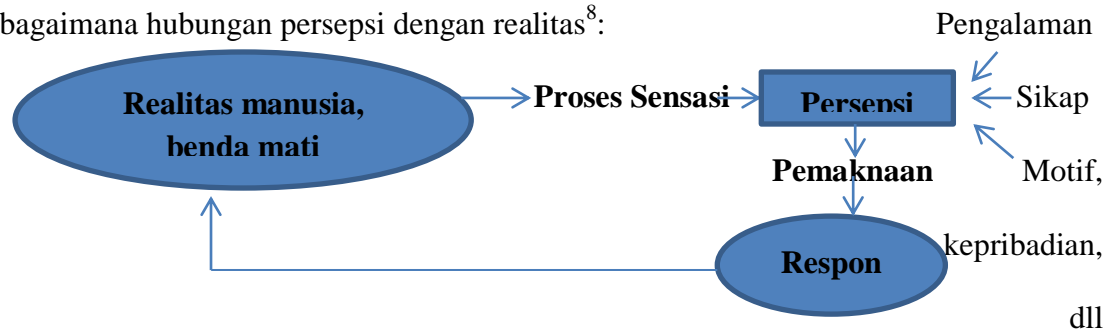 bagaimana hubungan persepsi dengan realitas⁸:
Pengalaman
Realitas manusia,
benda mati
Proses Sensasi
Persepsi
Sikap
Pemaknaan
Motif,
Respon
kepribadian,
dll